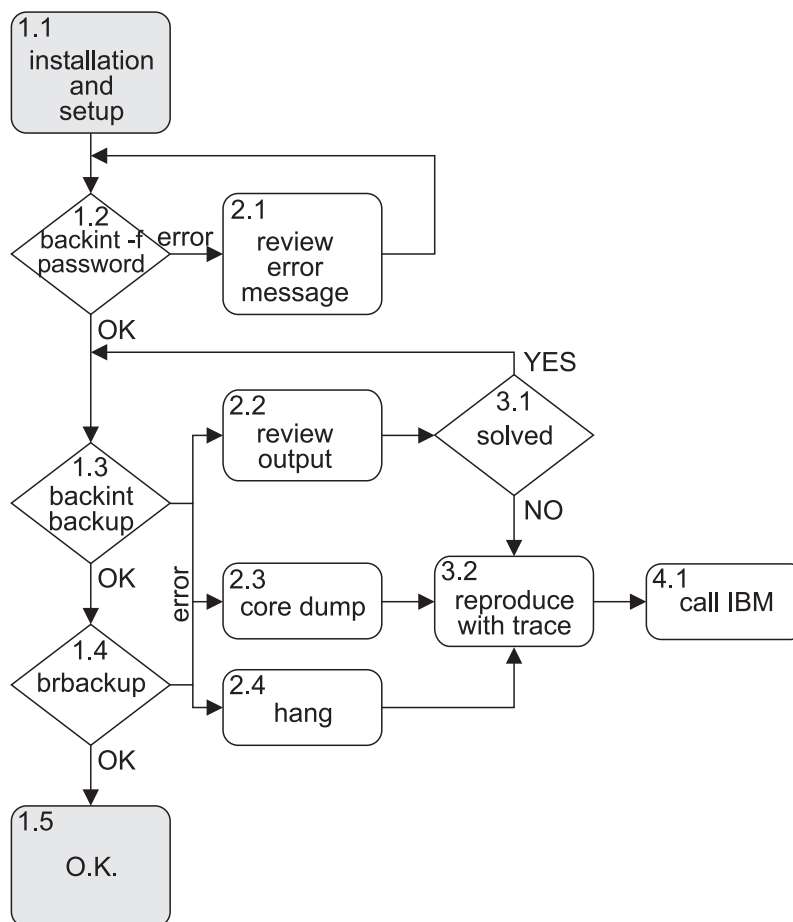 1.1
installation
and
setup
1.2
backint -f
password
error
2.1
review
error
message
OK
YES
2.2
review
output
3.1
solved
1.3
backint
backup
NO
OK
error
2.3
core dump
3.2
reproduce
with trace
4.1
call IBM
1.4
brbackup
2.4
hang
OK
1.5
O.K.